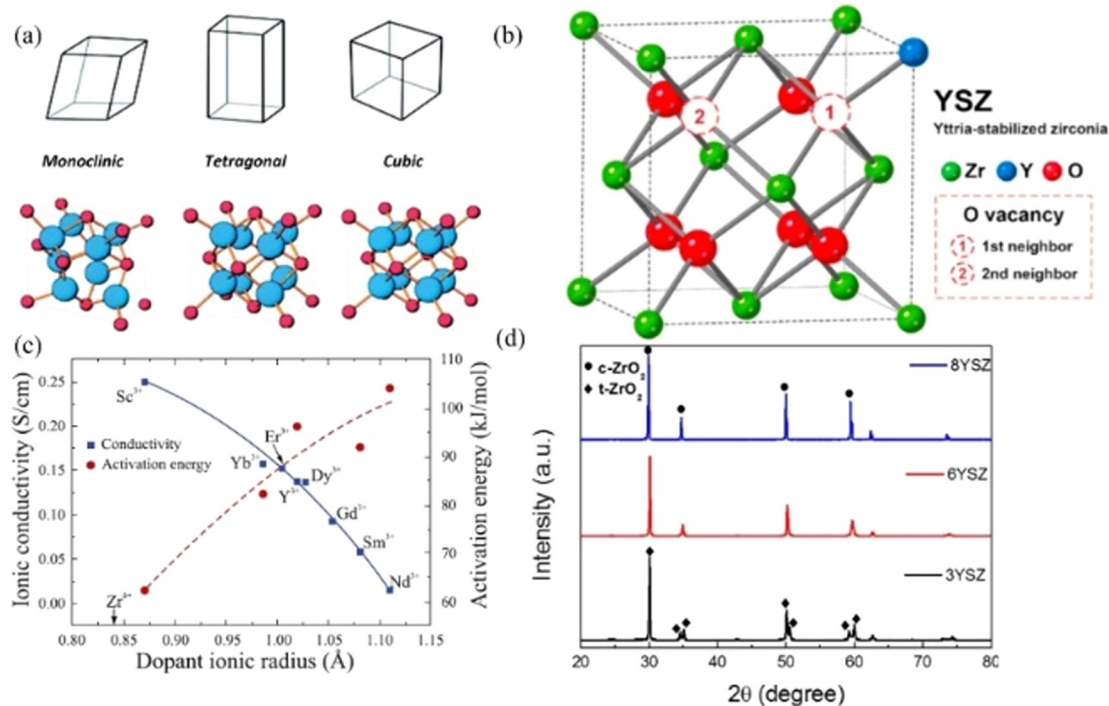 (a)
Monoclinic
Tetragonal
Cubic
(b)
2
1
YSZ
Yttria-stabilized zirconia
Zr Y O
O vacancy
1 1st neighbor
2 2nd neighbor
(c)
Ionic conductivity (S/cm)
0.25
0.20
0.15
0.10
0.05
0.00
Sc³⁺
Conductivity
Activation energy
Er³⁺
Yb³⁺
Y³⁺
Dy³⁺
Gd³⁺
Sm³⁺
Nd³⁺
Zr⁴⁺
110
100
90
80
70
60
Activation energy (kJ/mol)
0.80 0.85 0.90 0.95 1.00 1.05 1.10 1.15
Dopant ionic radius (Å)
(d)
Intensity (a.u.)
c-ZrO₂
t-ZrO₂
8YSZ
6YSZ
3YSZ
20 30 40 50 60 70 80
2θ (degree)